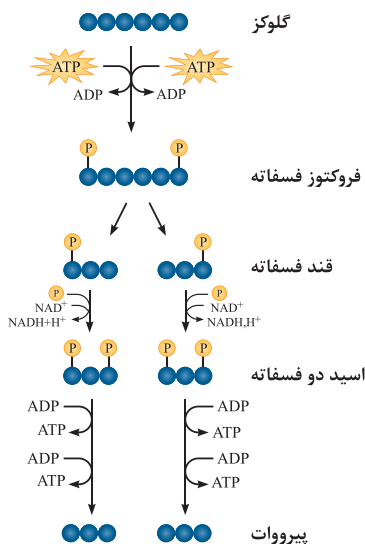 گلوکز
ATP ATP
ADP ADP
P P
فروکتوز فسفاته
P P
قند فسفاته
P P
NAD⁺ NAD⁺
NADH+H⁺ NADH,H⁺
P P P P
اسید دو فسفاته
ADP ADP
ATP ATP
ADP ADP
ATP ATP
پیرووات